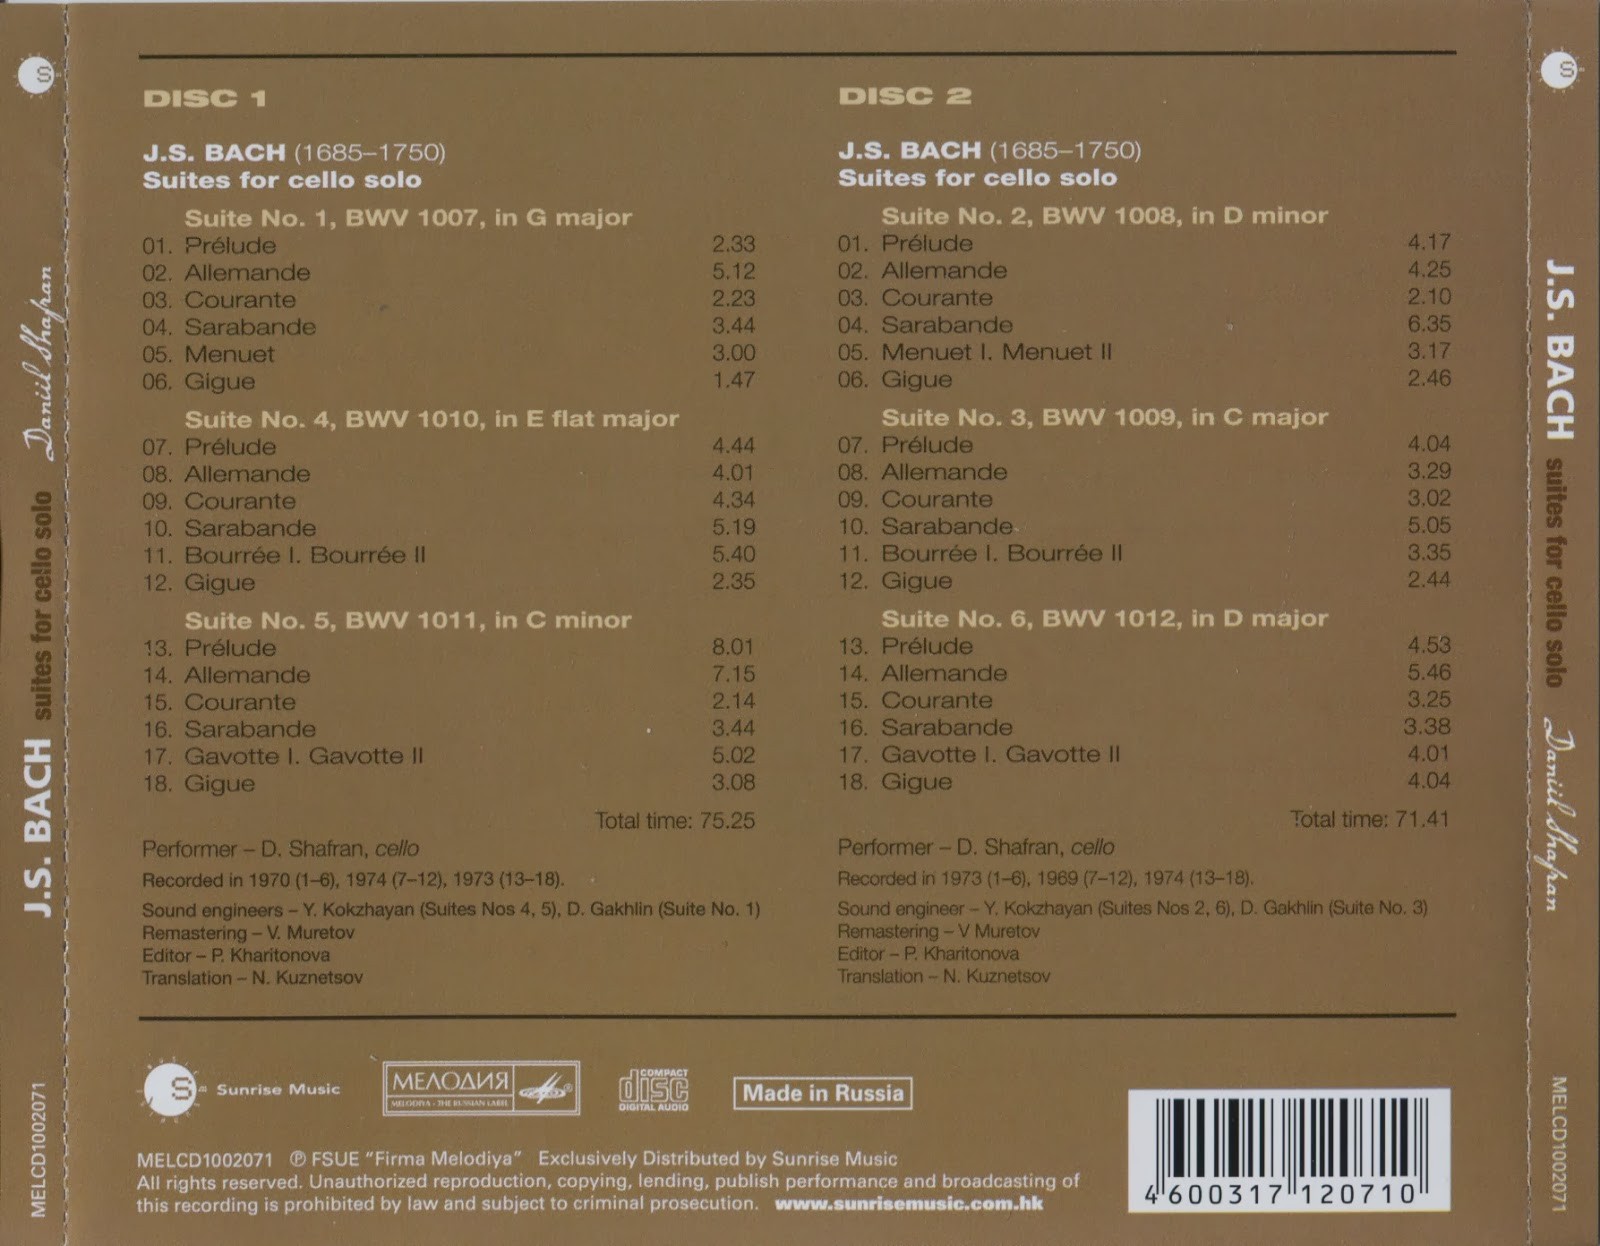 DISC 1
J.S. BACH (1685–1750)
Suites for cello solo
Suite No. 1, BWV 1007, in G major
01. Prélude 2.33
02. Allemande 5.12
03. Courante 2.23
04. Sarabande 3.44
05. Menuet 3.00
06. Gigue 1.47
Suite No. 4, BWV 1010, in E flat major
07. Prélude 4.44
08. Allemande 4.01
09. Courante 4.34
10. Sarabande 5.19
11. Bourrée I. Bourrée II 5.40
12. Gigue 2.35
Suite No. 5, BWV 1011, in C minor
13. Prélude 8.01
14. Allemande 7.15
15. Courante 2.14
16. Sarabande 3.44
17. Gavotte I. Gavotte II 5.02
18. Gigue 3.08
Total time: 75.25
Performer – D. Shafran, cello
Recorded in 1970 (1–6), 1974 (7–12), 1973 (13–18).
Sound engineers – Y. Kokzhayan (Suites Nos 4, 5), D. Gakhlin (Suite No. 1)
Remastering – V. Muretov
Editor – P. Kharitonova
Translation – N. Kuznetsov
DISC 2
J.S. BACH (1685–1750)
Suites for cello solo
Suite No. 2, BWV 1008, in D minor
01. Prélude 4.17
02. Allemande 4.25
03. Courante 2.10
04. Sarabande 6.35
05. Menuet I. Menuet II 3.17
06. Gigue 2.46
Suite No. 3, BWV 1009, in C major
07. Prélude 4.04
08. Allemande 3.29
09. Courante 3.02
10. Sarabande 5.05
11. Bourrée I. Bourrée II 3.35
12. Gigue 2.44
Suite No. 6, BWV 1012, in D major
13. Prélude 4.53
14. Allemande 5.46
15. Courante 3.25
16. Sarabande 3.38
17. Gavotte I. Gavotte II 4.01
18. Gigue 4.04
Total time: 71.41
Performer – D. Shafran, cello
Recorded in 1973 (1–6), 1969 (7–12), 1974 (13–18).
Sound engineer – Y. Kokzhayan (Suites Nos 2, 6), D. Gakhlin (Suite No. 3)
Remastering – V Muretov
Editor – P. Kharitonova
Translation – N. Kuznetsov
S Sunrise Music
МЕЛОДИЯ
MELODIYA - THE RUSSIAN LABEL
COMPACT
disc
DIGITAL AUDIO
Made in Russia
MELCD1002071 ℗ FSUE "Firma Melodiya" Exclusively Distributed by Sunrise Music
All rights reserved. Unauthorized reproduction, copying, lending, publish performance and broadcasting of
this recording is prohibited by law and subject to criminal prosecution. www.sunrisemusic.com.hk
4 600317 120710
S
J.S. BACH suites for cello solo Daniil Shafran
MELCD1002071
S
J.S. BACH suites for cello solo Daniil Shafran
MELCD1002071